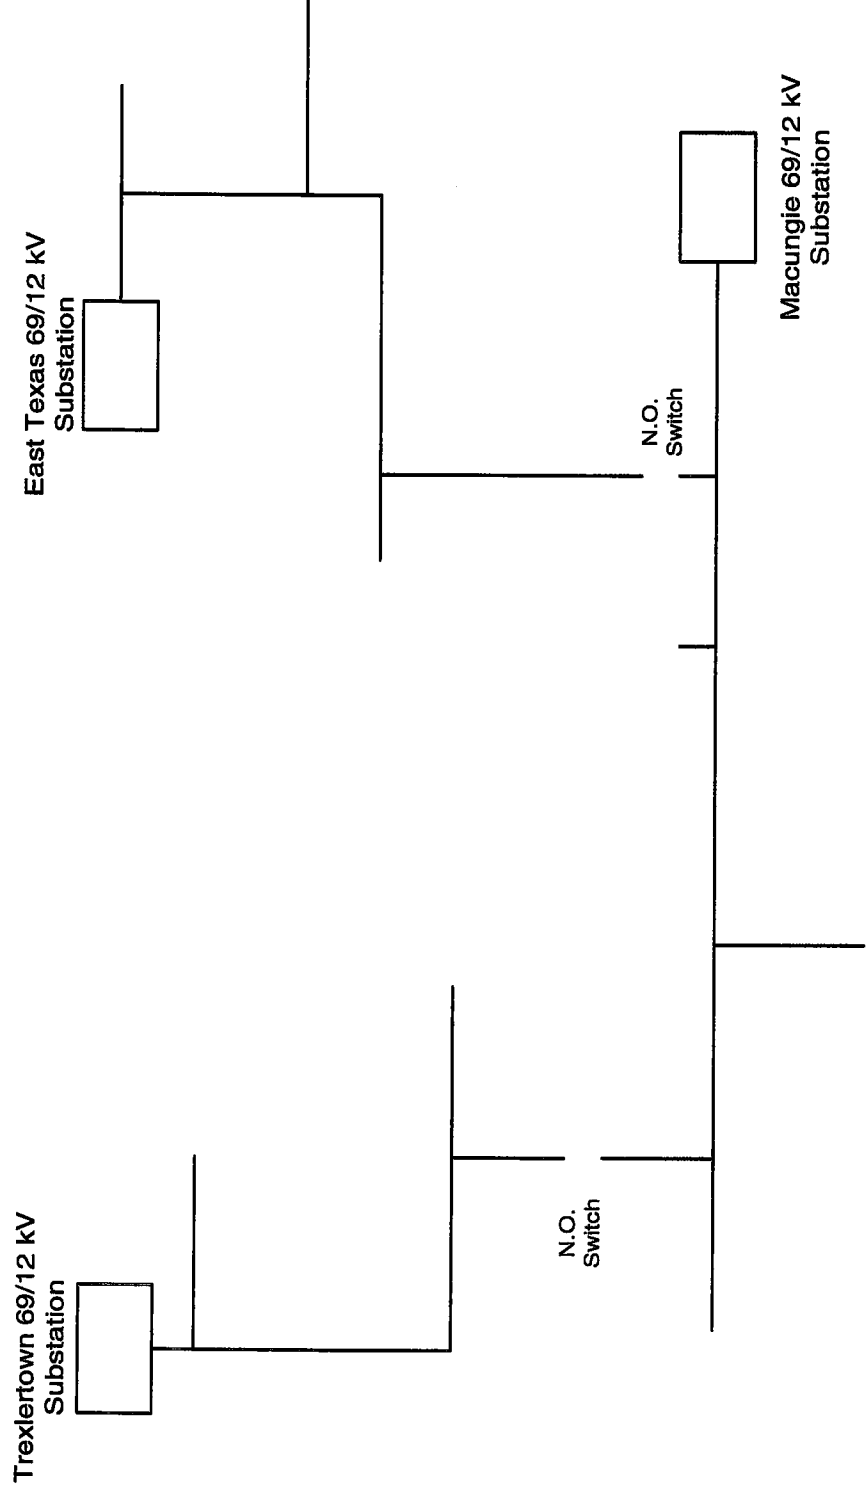 Trexlertown 69/12 kV
Substation
East Texas 69/12 kV
Substation
N.O.
Switch
N.O.
Switch
Macungie 69/12 kV
Substation